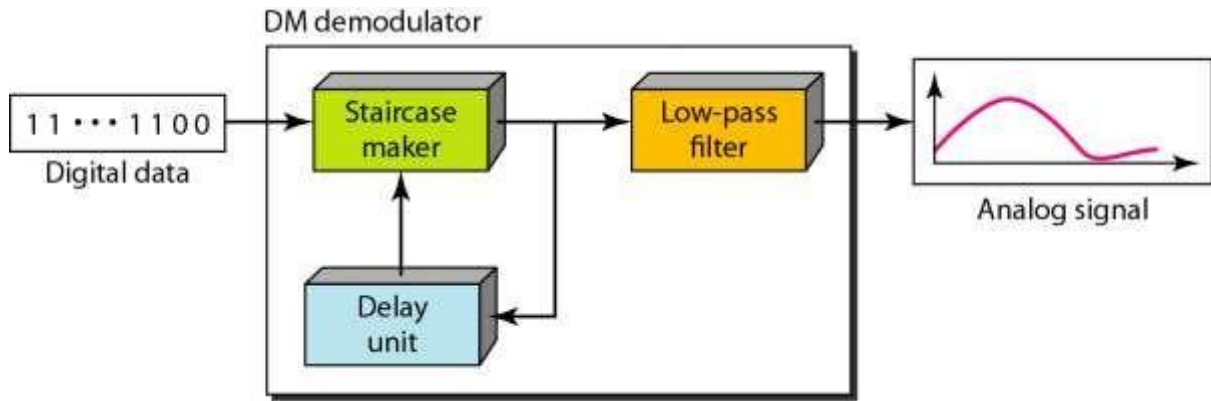 DM demodulator
11•••1100
Digital data
Staircase
maker
Low-pass
filter
Analog signal
Delay
unit